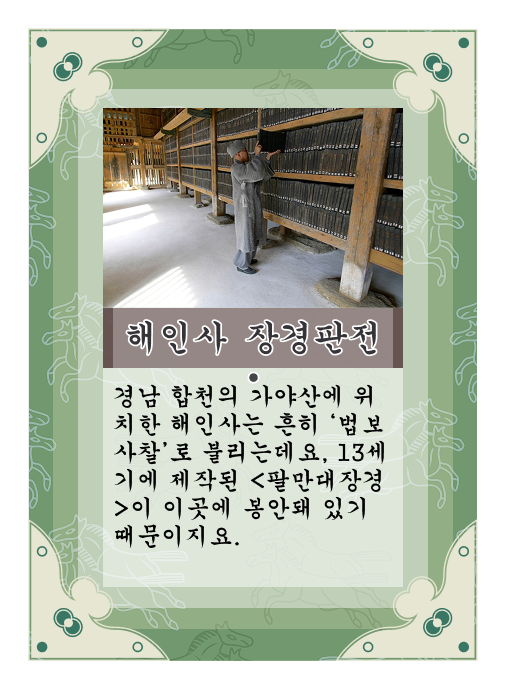 해인사 장경판전
경남 합천의 가야산에 위
치한 해인사는 흔히 ‘법보
사찰’로 불리는데요, 13세
기에 제작된 <팔만대장경
>이 이곳에 봉안돼 있기
때문이지요.